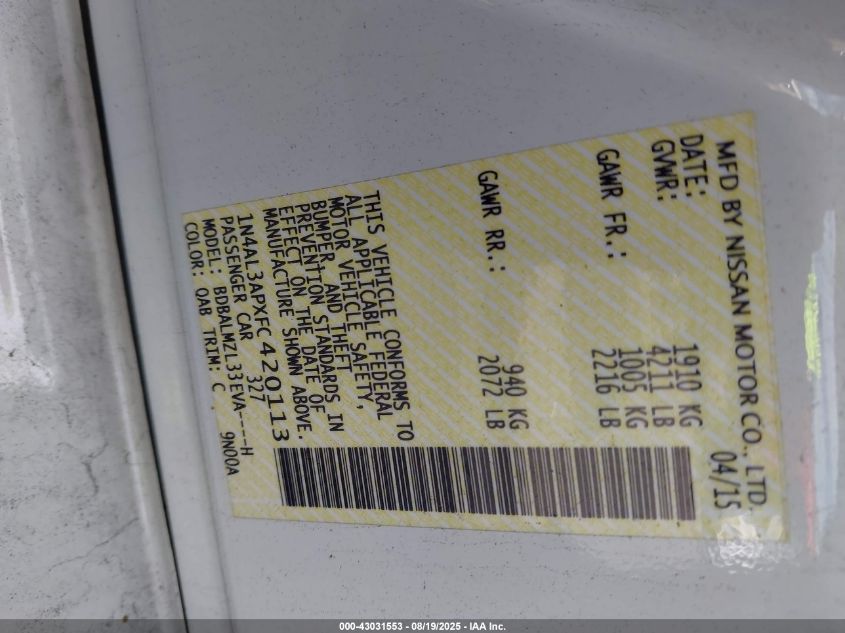 MFD BY NISSAN MOTOR CO., LTD
DATE: 04/15
GVWR: 1910 KG
4211 LB
GAWR FR.: 1005 KG
2216 LB
GAWR RR.: 940 KG
2072 LB
THIS VEHICLE CONFORMS TO
ALL APPLICABLE FEDERAL
MOTOR VEHICLE SAFETY,
BUMPER, AND THEFT
PREVENTION STANDARDS IN
EFFECT ON THE DATE OF
MANUFACTURE SHOWN ABOVE.
1N4AL3APXFC420113
PASSENGER CAR 327
MODEL: BDBALMZL33EVA----H
COLOR: QAB TRIM: C 9N00A
000-43031553 - 08/19/2025 - IAA Inc.